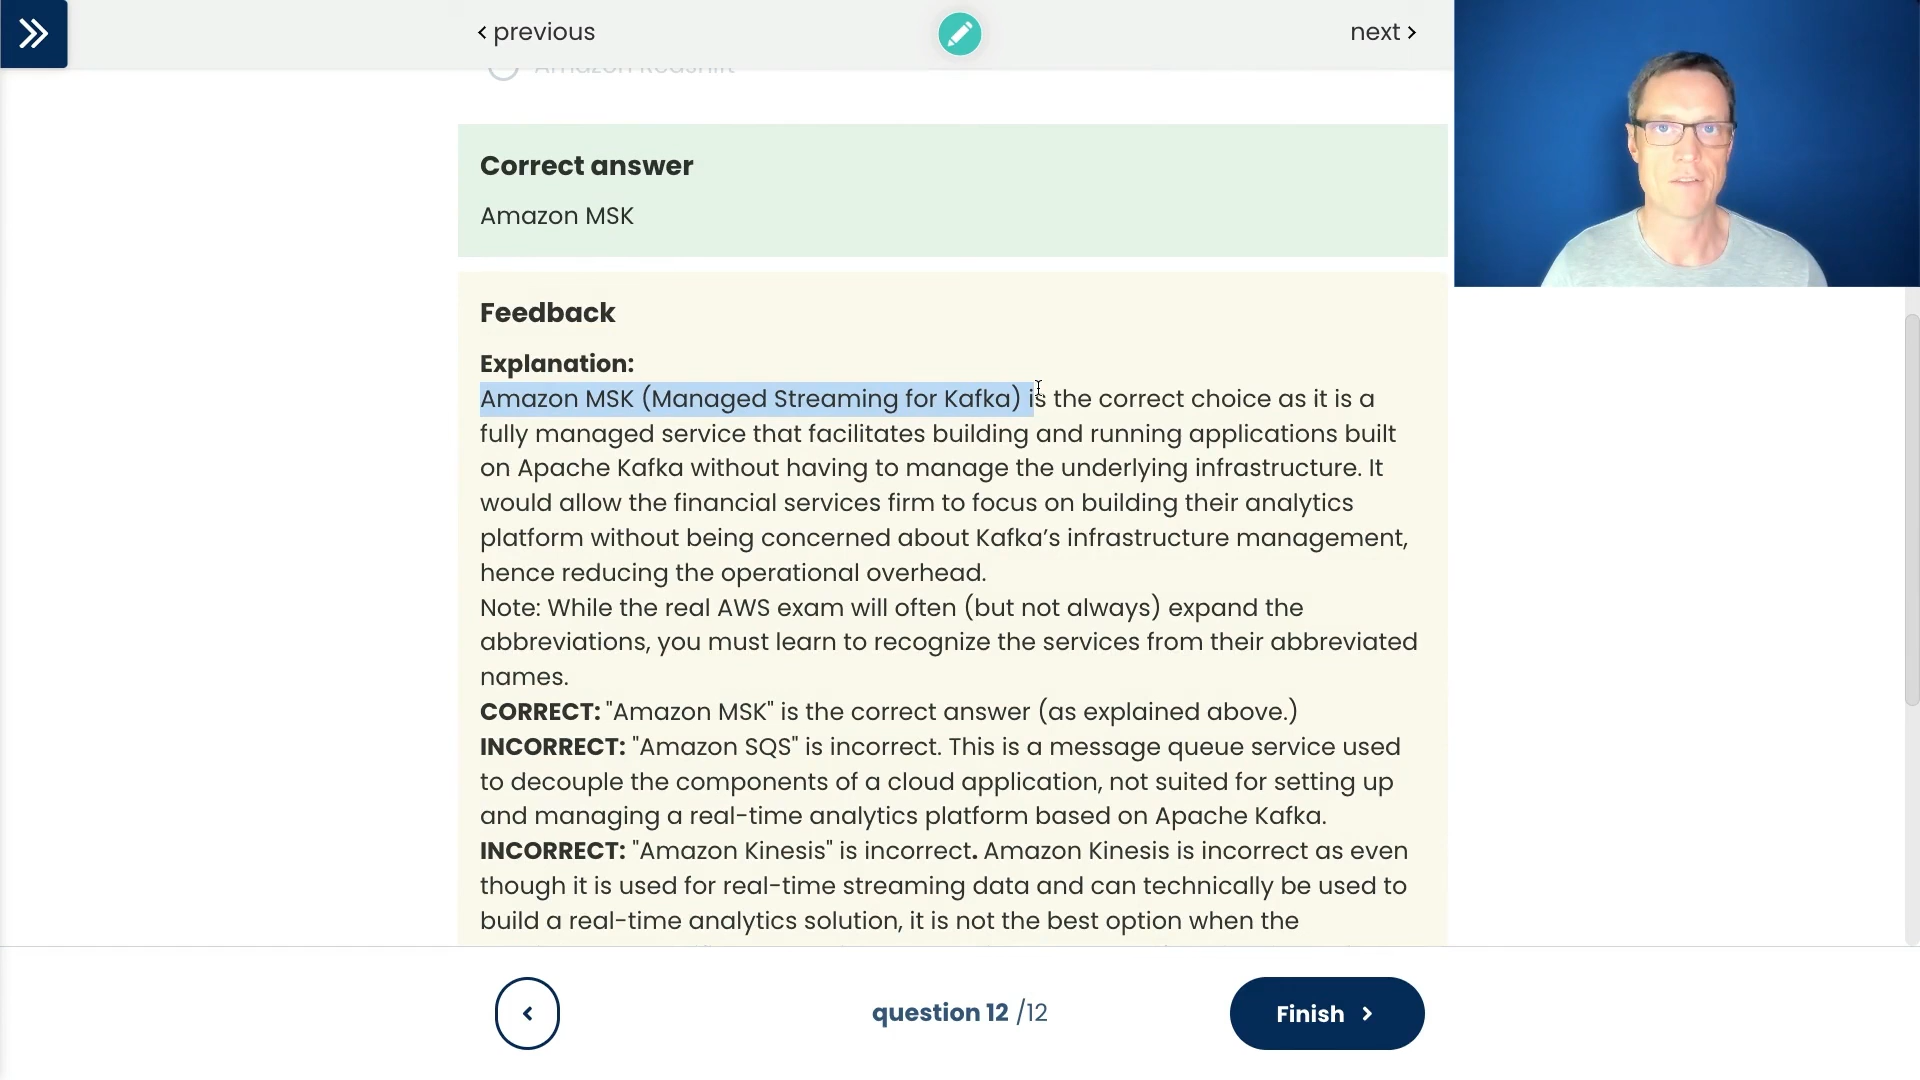 previous
next
Amazon Redshift
Correct answer
Amazon MSK
Feedback
Explanation:
Amazon MSK (Managed Streaming for Kafka) is the correct choice as it is a
fully managed service that facilitates building and running applications built
on Apache Kafka without having to manage the underlying infrastructure. It
would allow the financial services firm to focus on building their analytics
platform without being concerned about Kafka’s infrastructure management,
hence reducing the operational overhead.
Note: While the real AWS exam will often (but not always) expand the
abbreviations, you must learn to recognize the services from their abbreviated
names.
CORRECT: "Amazon MSK" is the correct answer (as explained above.)
INCORRECT: "Amazon SQS" is incorrect. This is a message queue service used
to decouple the components of a cloud application, not suited for setting up
and managing a real-time analytics platform based on Apache Kafka.
INCORRECT: "Amazon Kinesis" is incorrect. Amazon Kinesis is incorrect as even
though it is used for real-time streaming data and can technically be used to
build a real-time analytics solution, it is not the best option when the
question 12 /12
Finish